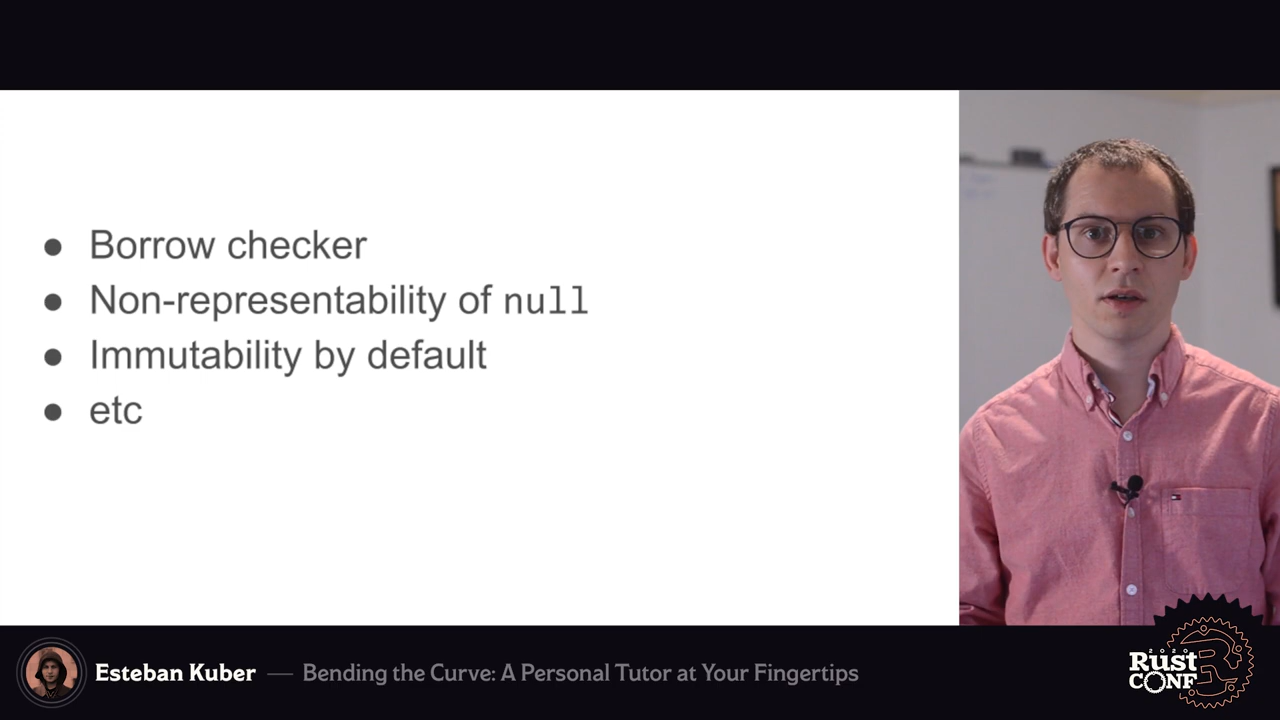 ● Borrow checker
● Non-representability of null
● Immutability by default
● etc
Esteban Kuber — Bending the Curve: A Personal Tutor at Your Fingertips
2020
Rust
CONF